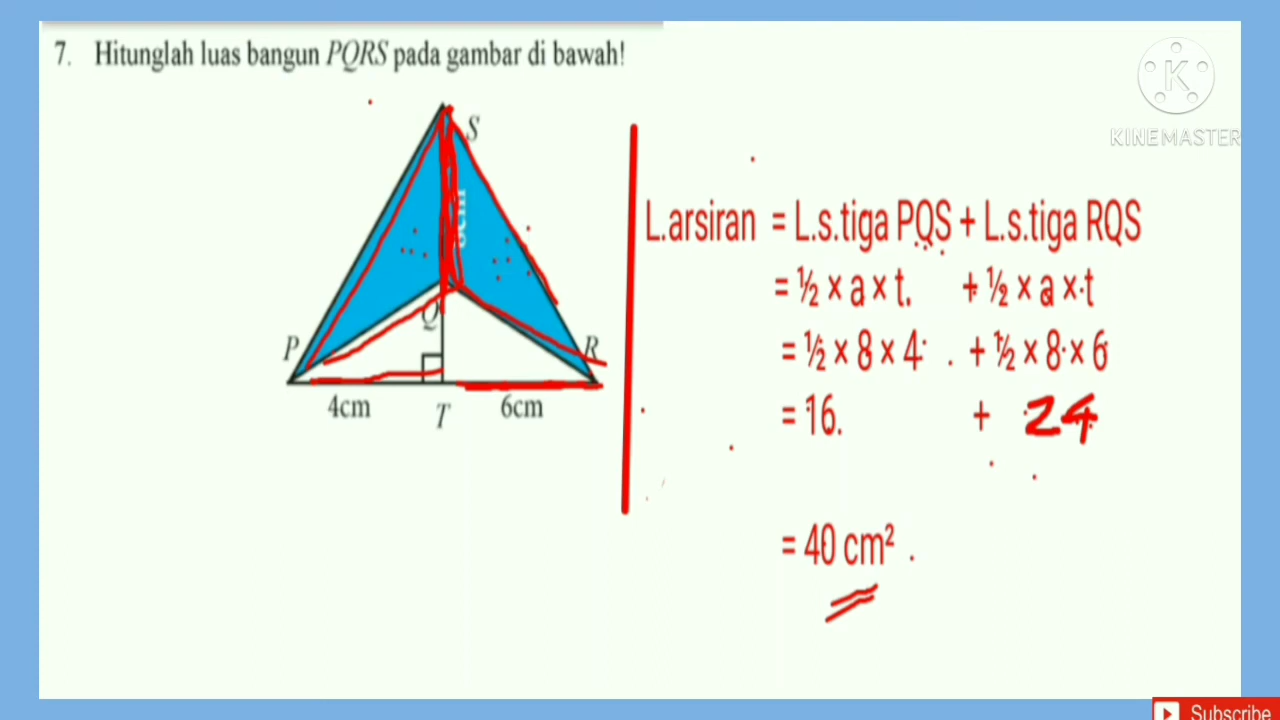 7. Hitunglah luas bangun PQRS pada gambar di bawah!
KINEMASTER
S
L.arsiran = L.s.tiga PQS + L.s.tiga RQS
= ½ x a x t. + ½ x a x t
Q
P
R
= ½ x 8 x 4 . + ½ x 8 x 6
4cm
T
6cm
= 16. + 24
= 40 cm² .
Subscribe